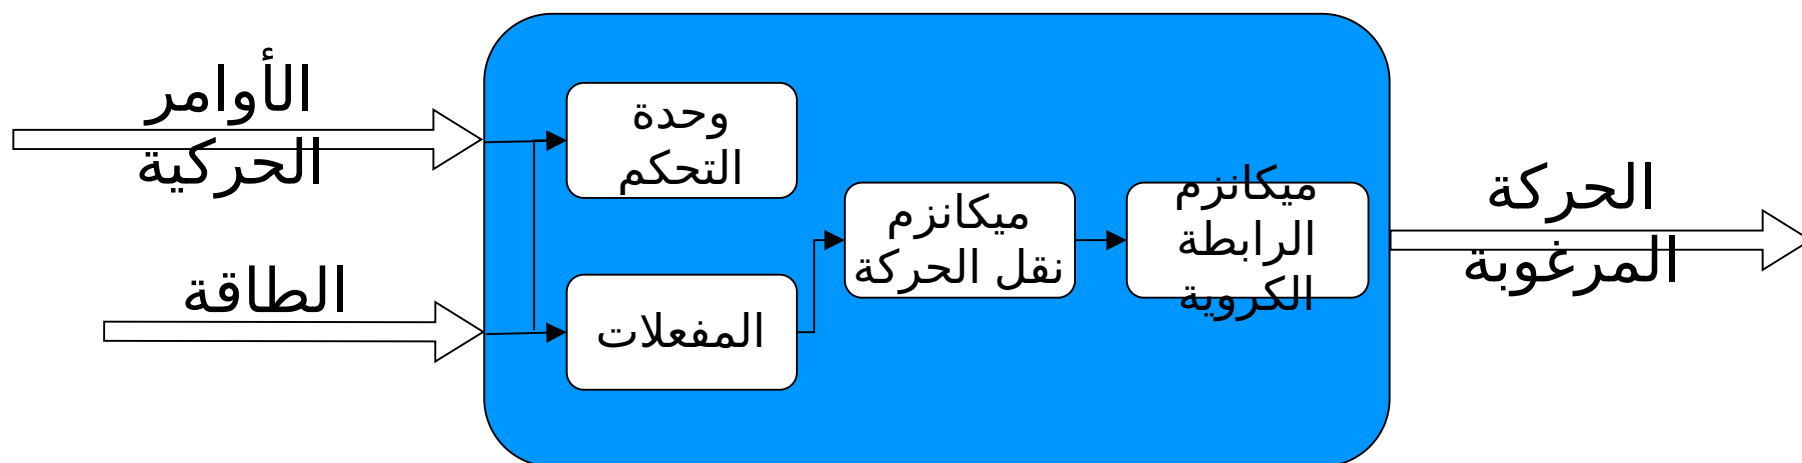 الأوامر
الحركية
الطاقة
وحدة
التحكم
المفعلات
ميكانزم
نقل الحركة
ميكانزم
الرابطة
الكروية
الحركة
المرغوبة